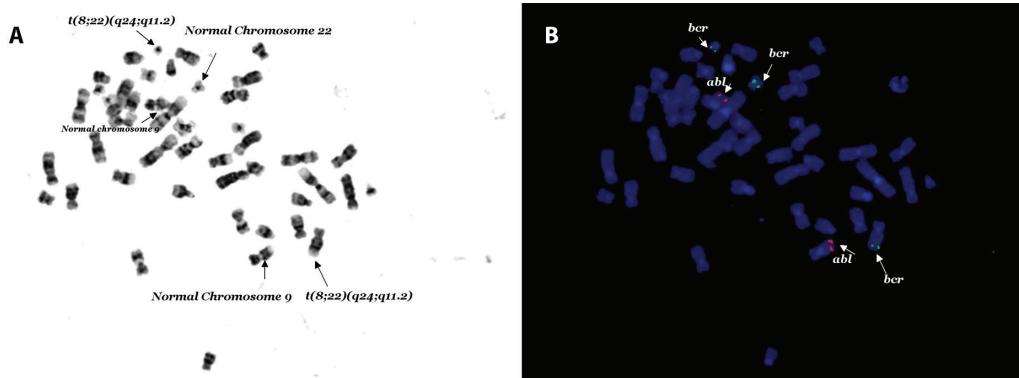 A
t(8;22)(q24;q11.2)
Normal Chromosome 22
Normal chromosome 9
Normal Chromosome 9
t(8;22)(q24;q11.2)
B
bcr
bcr
abl
abl
bcr